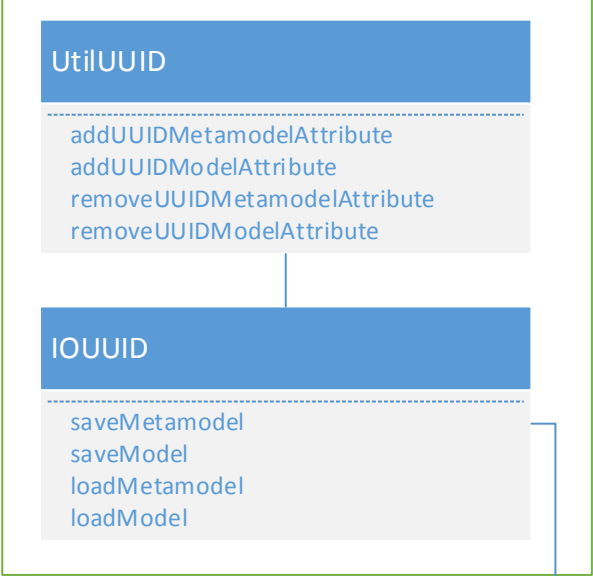 UtilUUID
addUUIDMetamodelAttribute
addUUIDModelAttribute
removeUUIDMetamodelAttribute
removeUUIDModelAttribute
IOUUID
saveMetamodel
saveModel
loadMetamodel
loadModel